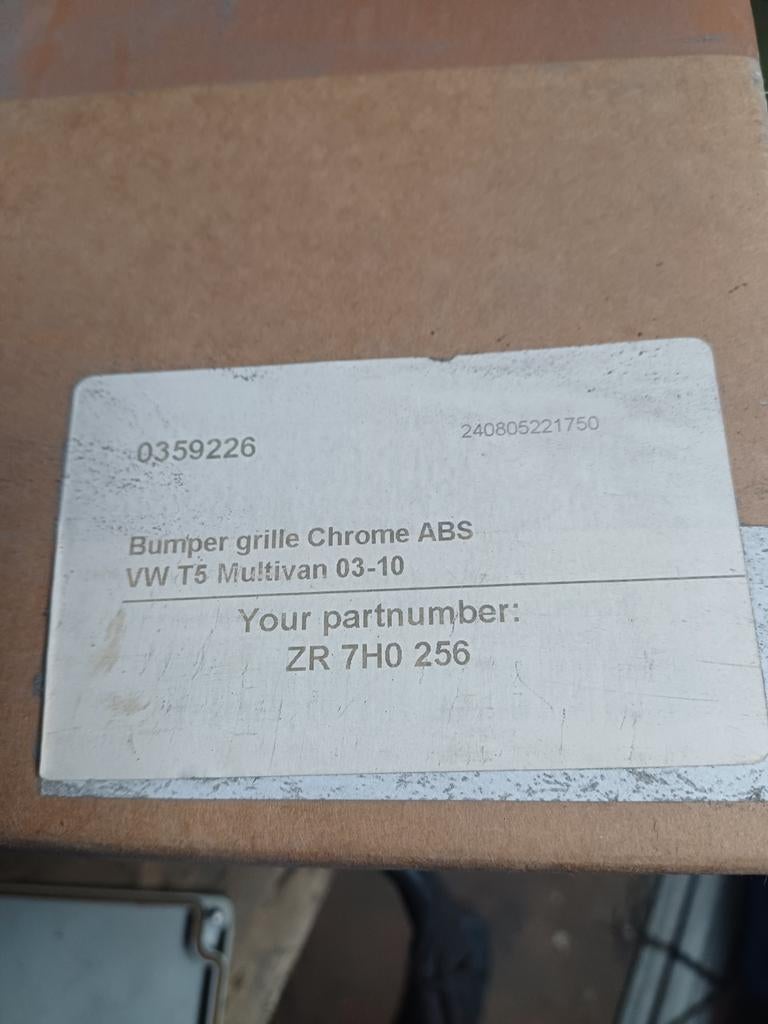 0359226
240805221750
Bumper grille Chrome ABS
VW T5 Multivan 03-10
Your partnumber:
ZR 7H0 256